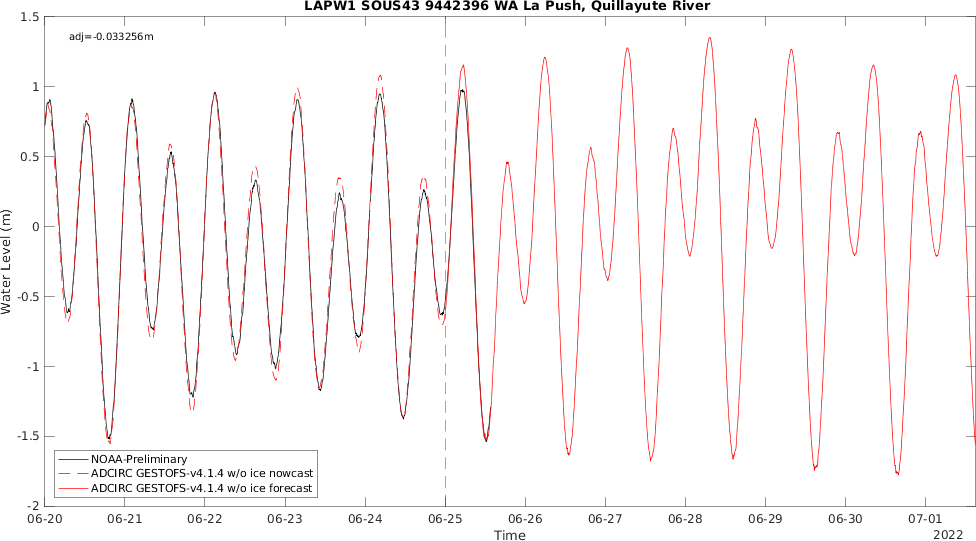 LAPW1 SOUS43 9442396 WA La Push, Quillayute River
adj=-0.033256m
1.5
1
0.5
0
-0.5
-1
-1.5
-2
Water Level (m)
NOAA-Preliminary
ADCIRC GESTOFS-v4.1.4 w/o ice nowcast
ADCIRC GESTOFS-v4.1.4 w/o ice forecast
06-20 06-21 06-22 06-23 06-24 06-25 06-26 06-27 06-28 06-29 06-30 07-01
Time
2022